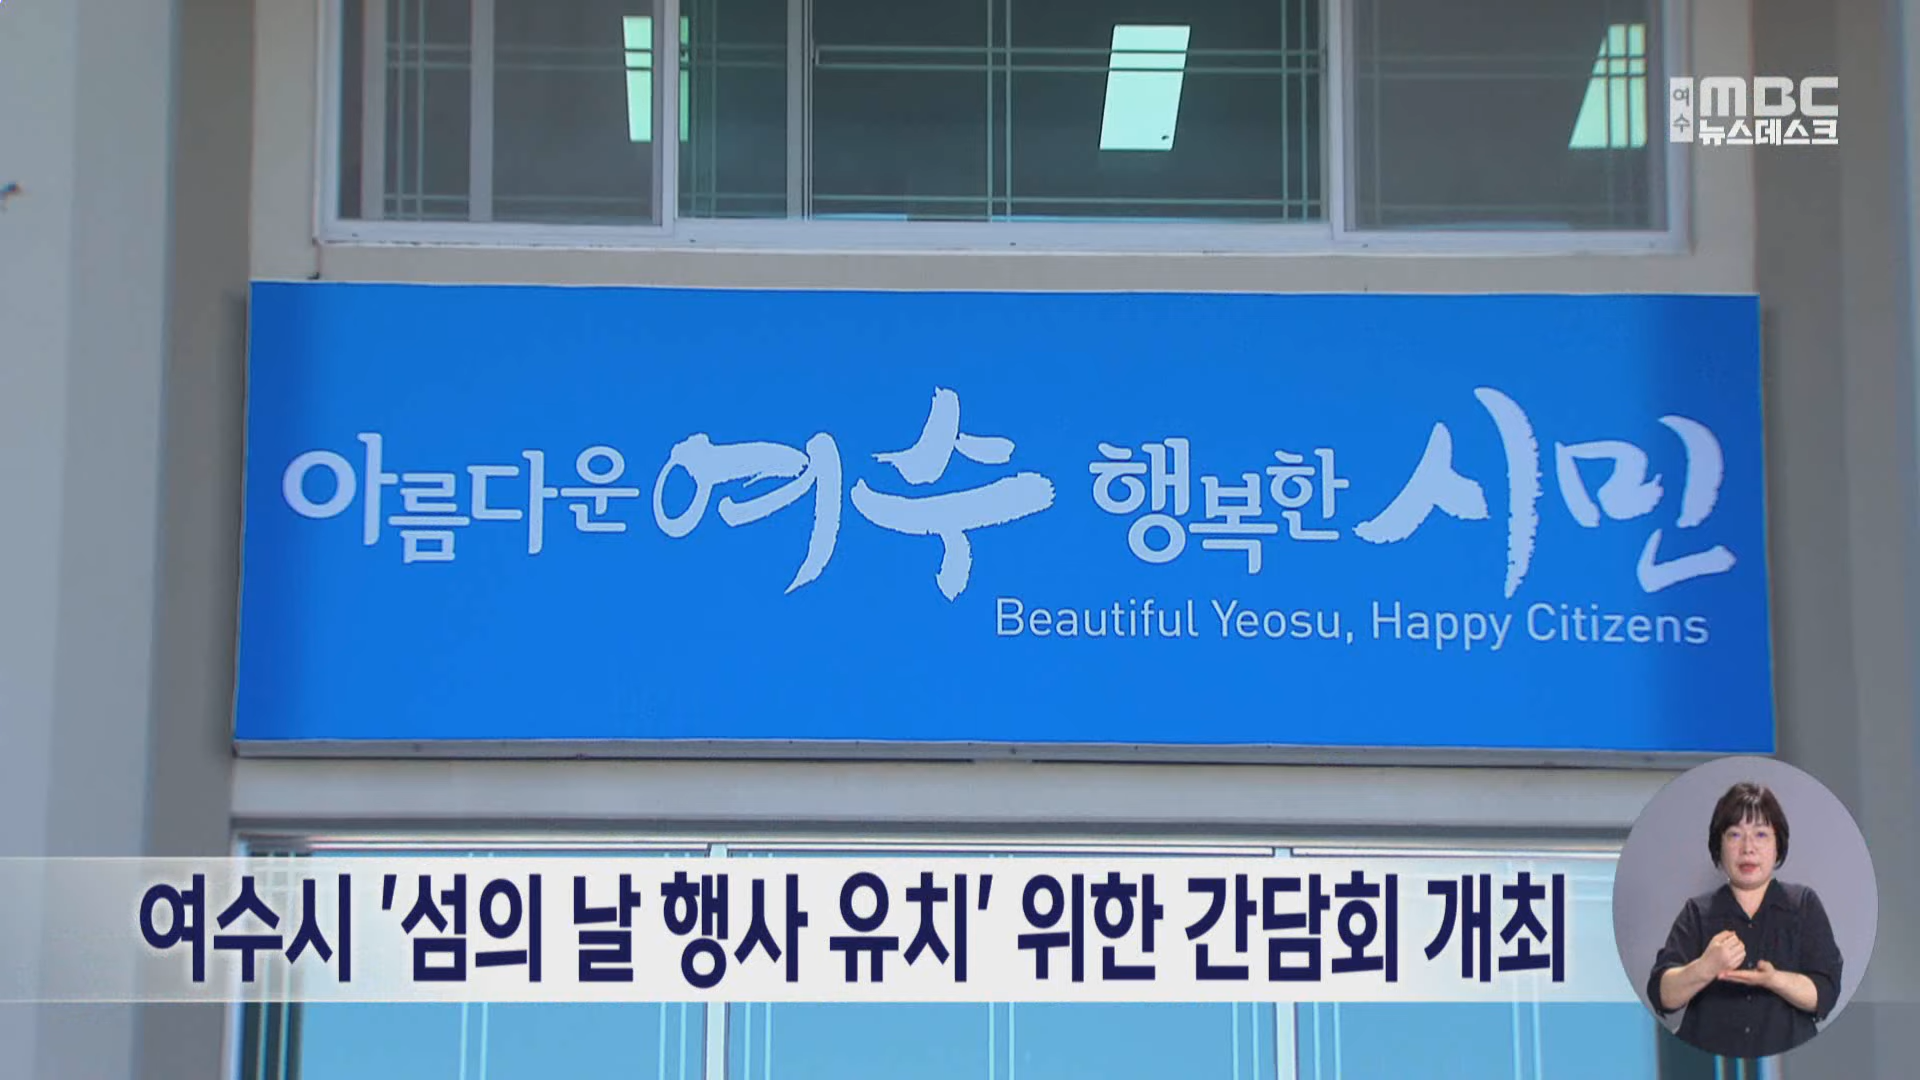 여수 MBC
뉴스데스크
아름다운 여수 행복한 시민
Beautiful Yeosu, Happy Citizens
여수시 '섬의 날 행사 유치' 위한 간담회 개최